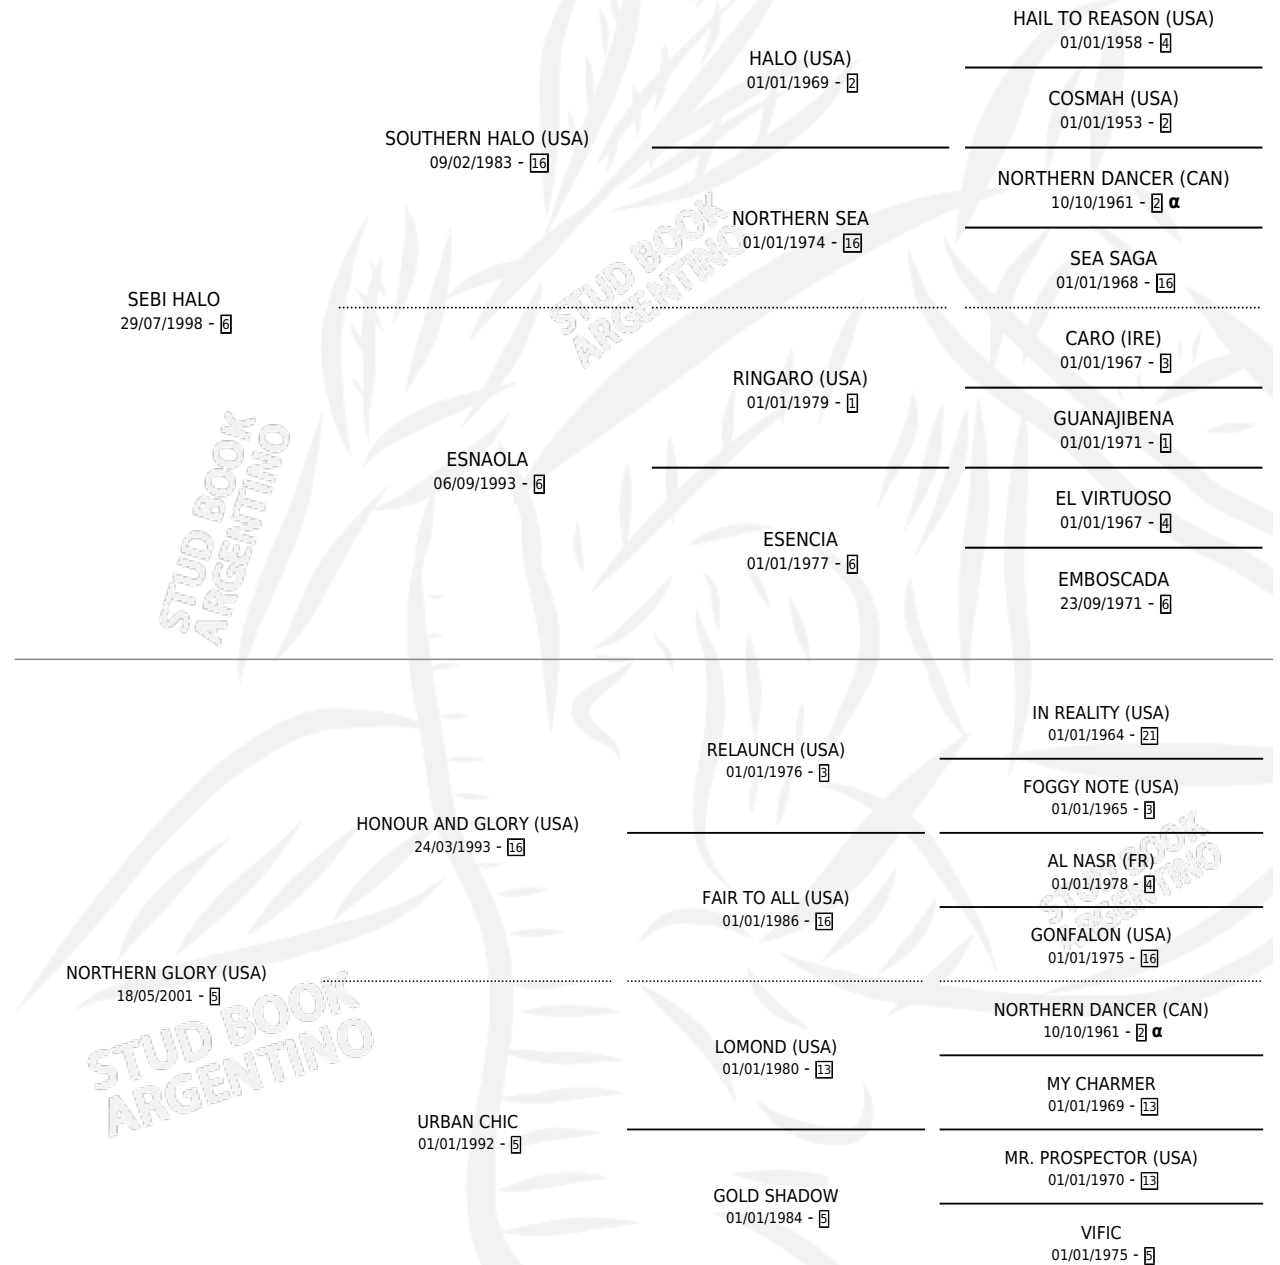 HAIL TO REASON (USA)
01/01/1958 - 4
HALO (USA)
01/01/1969 - 2
COSMAH (USA)
01/01/1953 - 2
SOUTHERN HALO (USA)
09/02/1983 - 16
NORTHERN DANCER (CAN)
10/10/1961 - 2 α
NORTHERN SEA
01/01/1974 - 16
SEA SAGA
01/01/1968 - 16
SEBI HALO
29/07/1998 - 6
CARO (IRE)
01/01/1967 - 3
RINGARO (USA)
01/01/1979 - 1
GUANAJIBENA
01/01/1971 - 1
ESNAOLA
06/09/1993 - 6
EL VIRTUOSO
01/01/1967 - 4
ESENCIA
01/01/1977 - 6
EMBOSCADA
23/09/1971 - 6
IN REALITY (USA)
01/01/1964 - 21
RELAUNCH (USA)
01/01/1976 - 3
FOGGY NOTE (USA)
01/01/1965 - 3
HONOUR AND GLORY (USA)
24/03/1993 - 16
AL NASR (FR)
01/01/1978 - 4
FAIR TO ALL (USA)
01/01/1986 - 16
GONFALON (USA)
01/01/1975 - 16
NORTHERN GLORY (USA)
18/05/2001 - 5
NORTHERN DANCER (CAN)
10/10/1961 - 2 α
LOMOND (USA)
01/01/1980 - 13
MY CHARMER
01/01/1969 - 13
URBAN CHIC
01/01/1992 - 5
MR. PROSPECTOR (USA)
01/01/1970 - 13
GOLD SHADOW
01/01/1984 - 5
VIFIC
01/01/1975 - 5
STUD BOOK
ARGENTINO
STUD BOOK
ARGENTINO
STUD BOOK
ARGENTINO
STUD BOOK
ARGENTINO